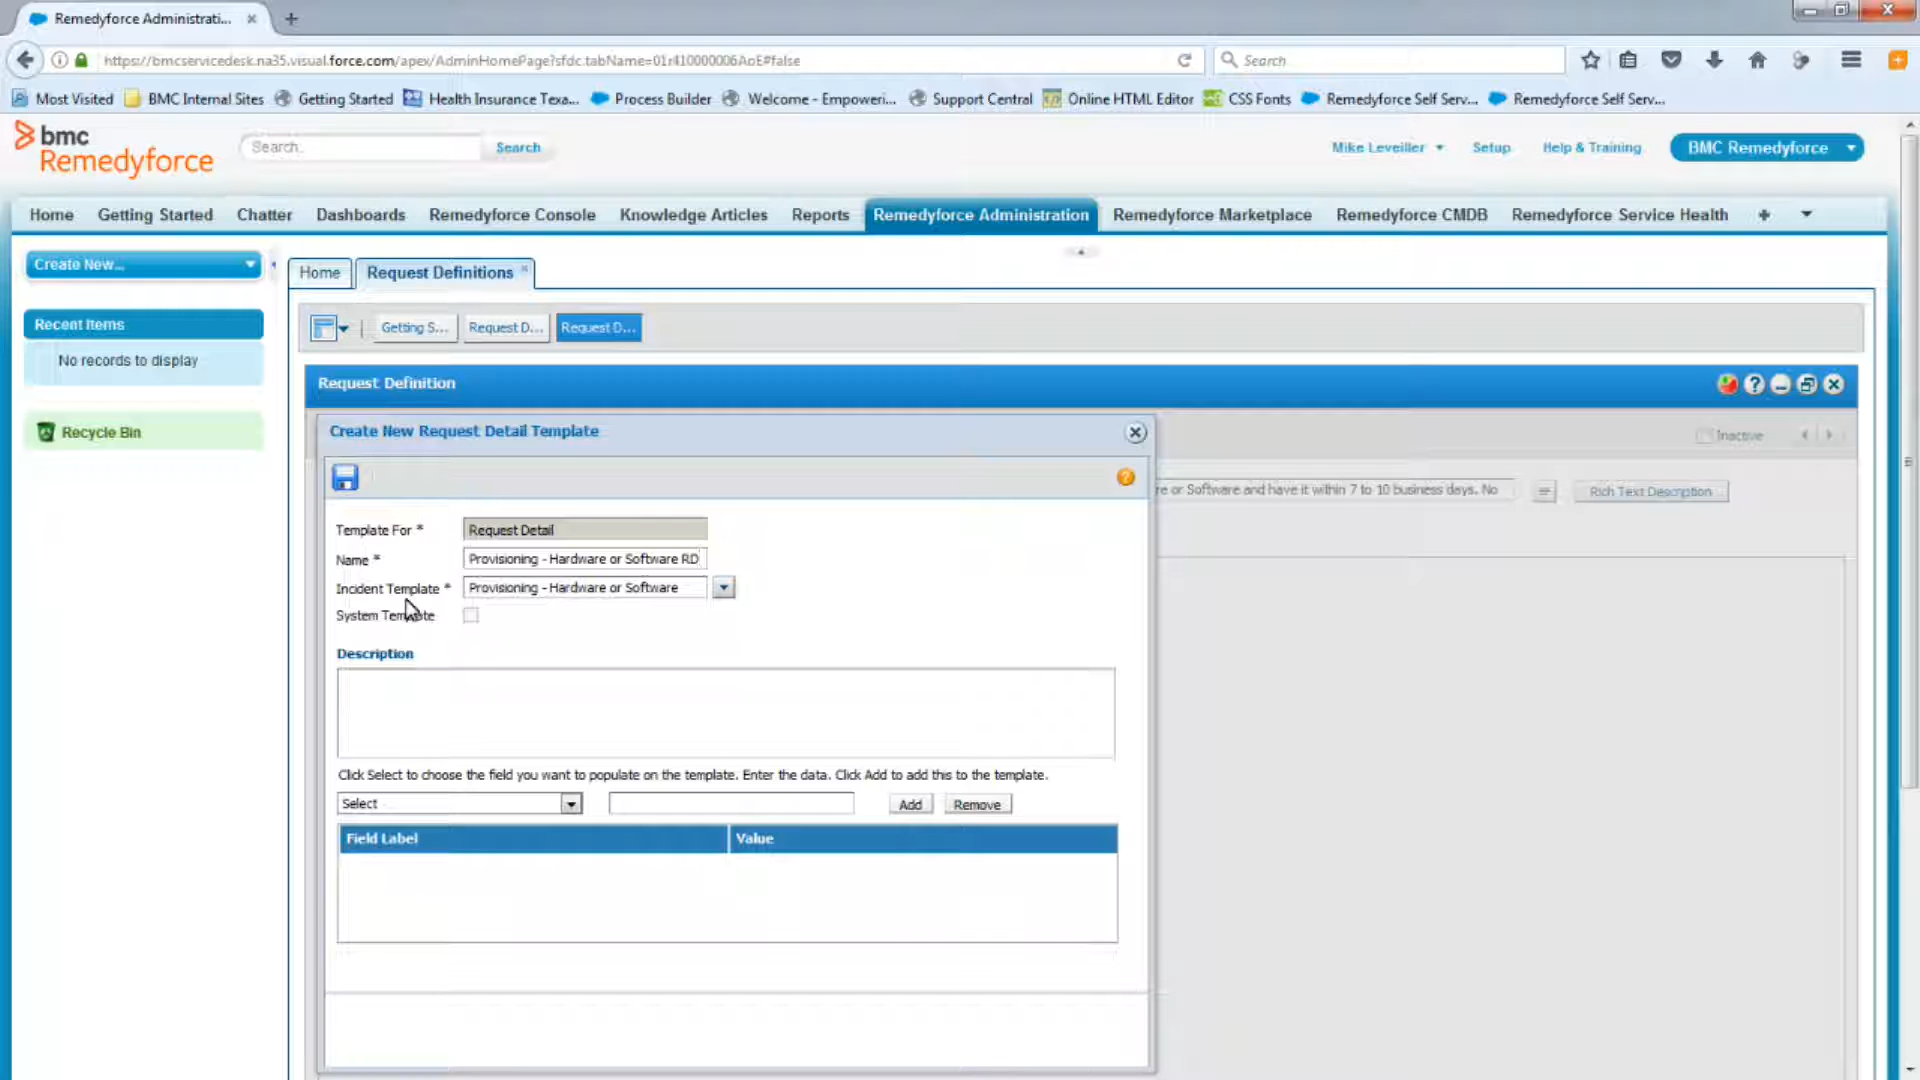 Remedyforce Administrati...
https://bmcservicedesk.na35.visual.force.com/apex/AdminHomePage?sfdc.tabName=01r410000006AoE#false
Search
Most Visited BMC Internal Sites Getting Started Health Insurance Texa... Process Builder Welcome - Empoweri... Support Central Online HTML Editor CSS Fonts Remedyforce Self Serv... Remedyforce Self Serv...
bmc
Remedyforce
Search.. Search Mike Leveiller Setup Help & Training BMC Remedyforce
Home Getting Started Chatter Dashboards Remedyforce Console Knowledge Articles Reports Remedyforce Administration Remedyforce Marketplace Remedyforce CMDB Remedyforce Service Health +
Create New...
Home Request Definitions
Recent Items
Getting S... Request D... Request D...
No records to display
Request Definition
Recycle Bin
Create New Request Detail Template
Inactive
re or Software and have it within 7 to 10 business days. No Rich Text Description
Template For * Request Detail
Name * Provisioning - Hardware or Software RD
Incident Template * Provisioning - Hardware or Software
System Template
Description
Click Select to choose the field you want to populate on the template. Enter the data. Click Add to add this to the template.
Select Add Remove
Field Label Value